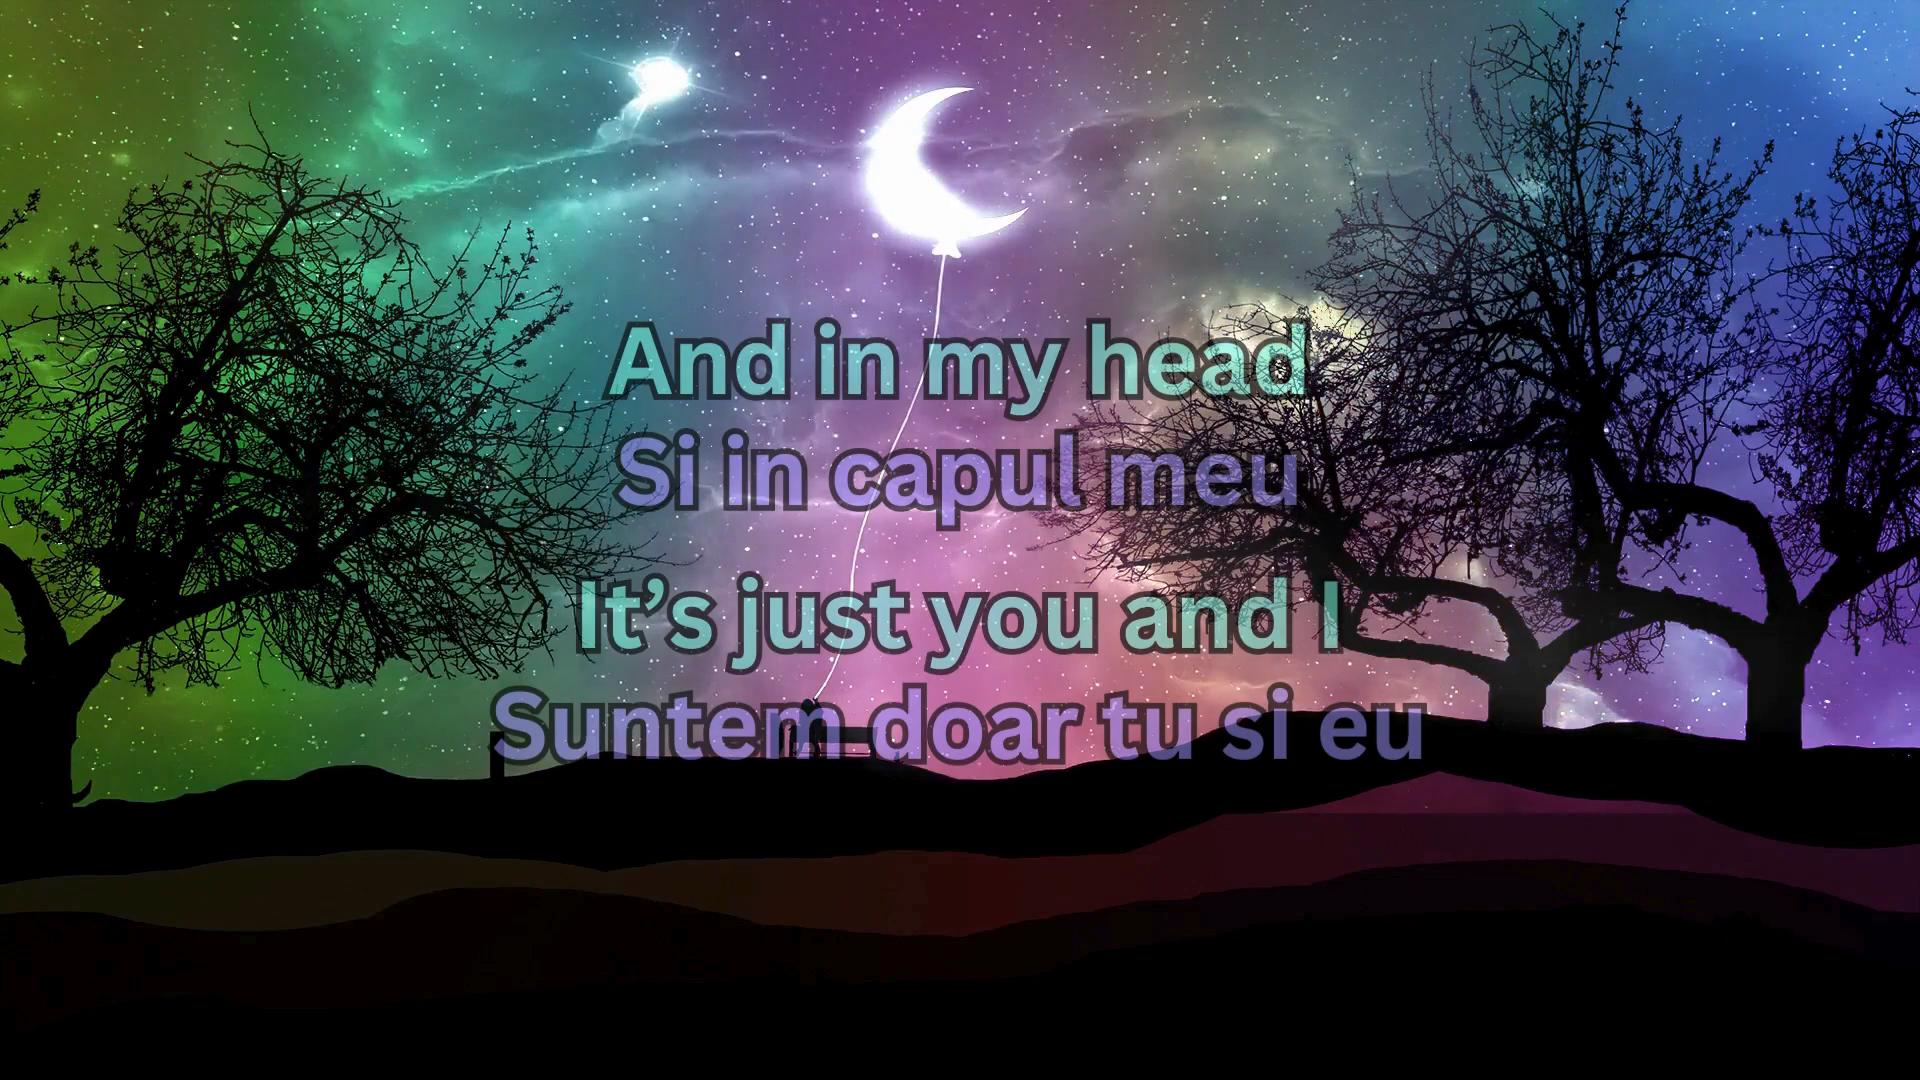 And in my head
Si in capul meu
It’s just you and I
Suntem doar tu si eu